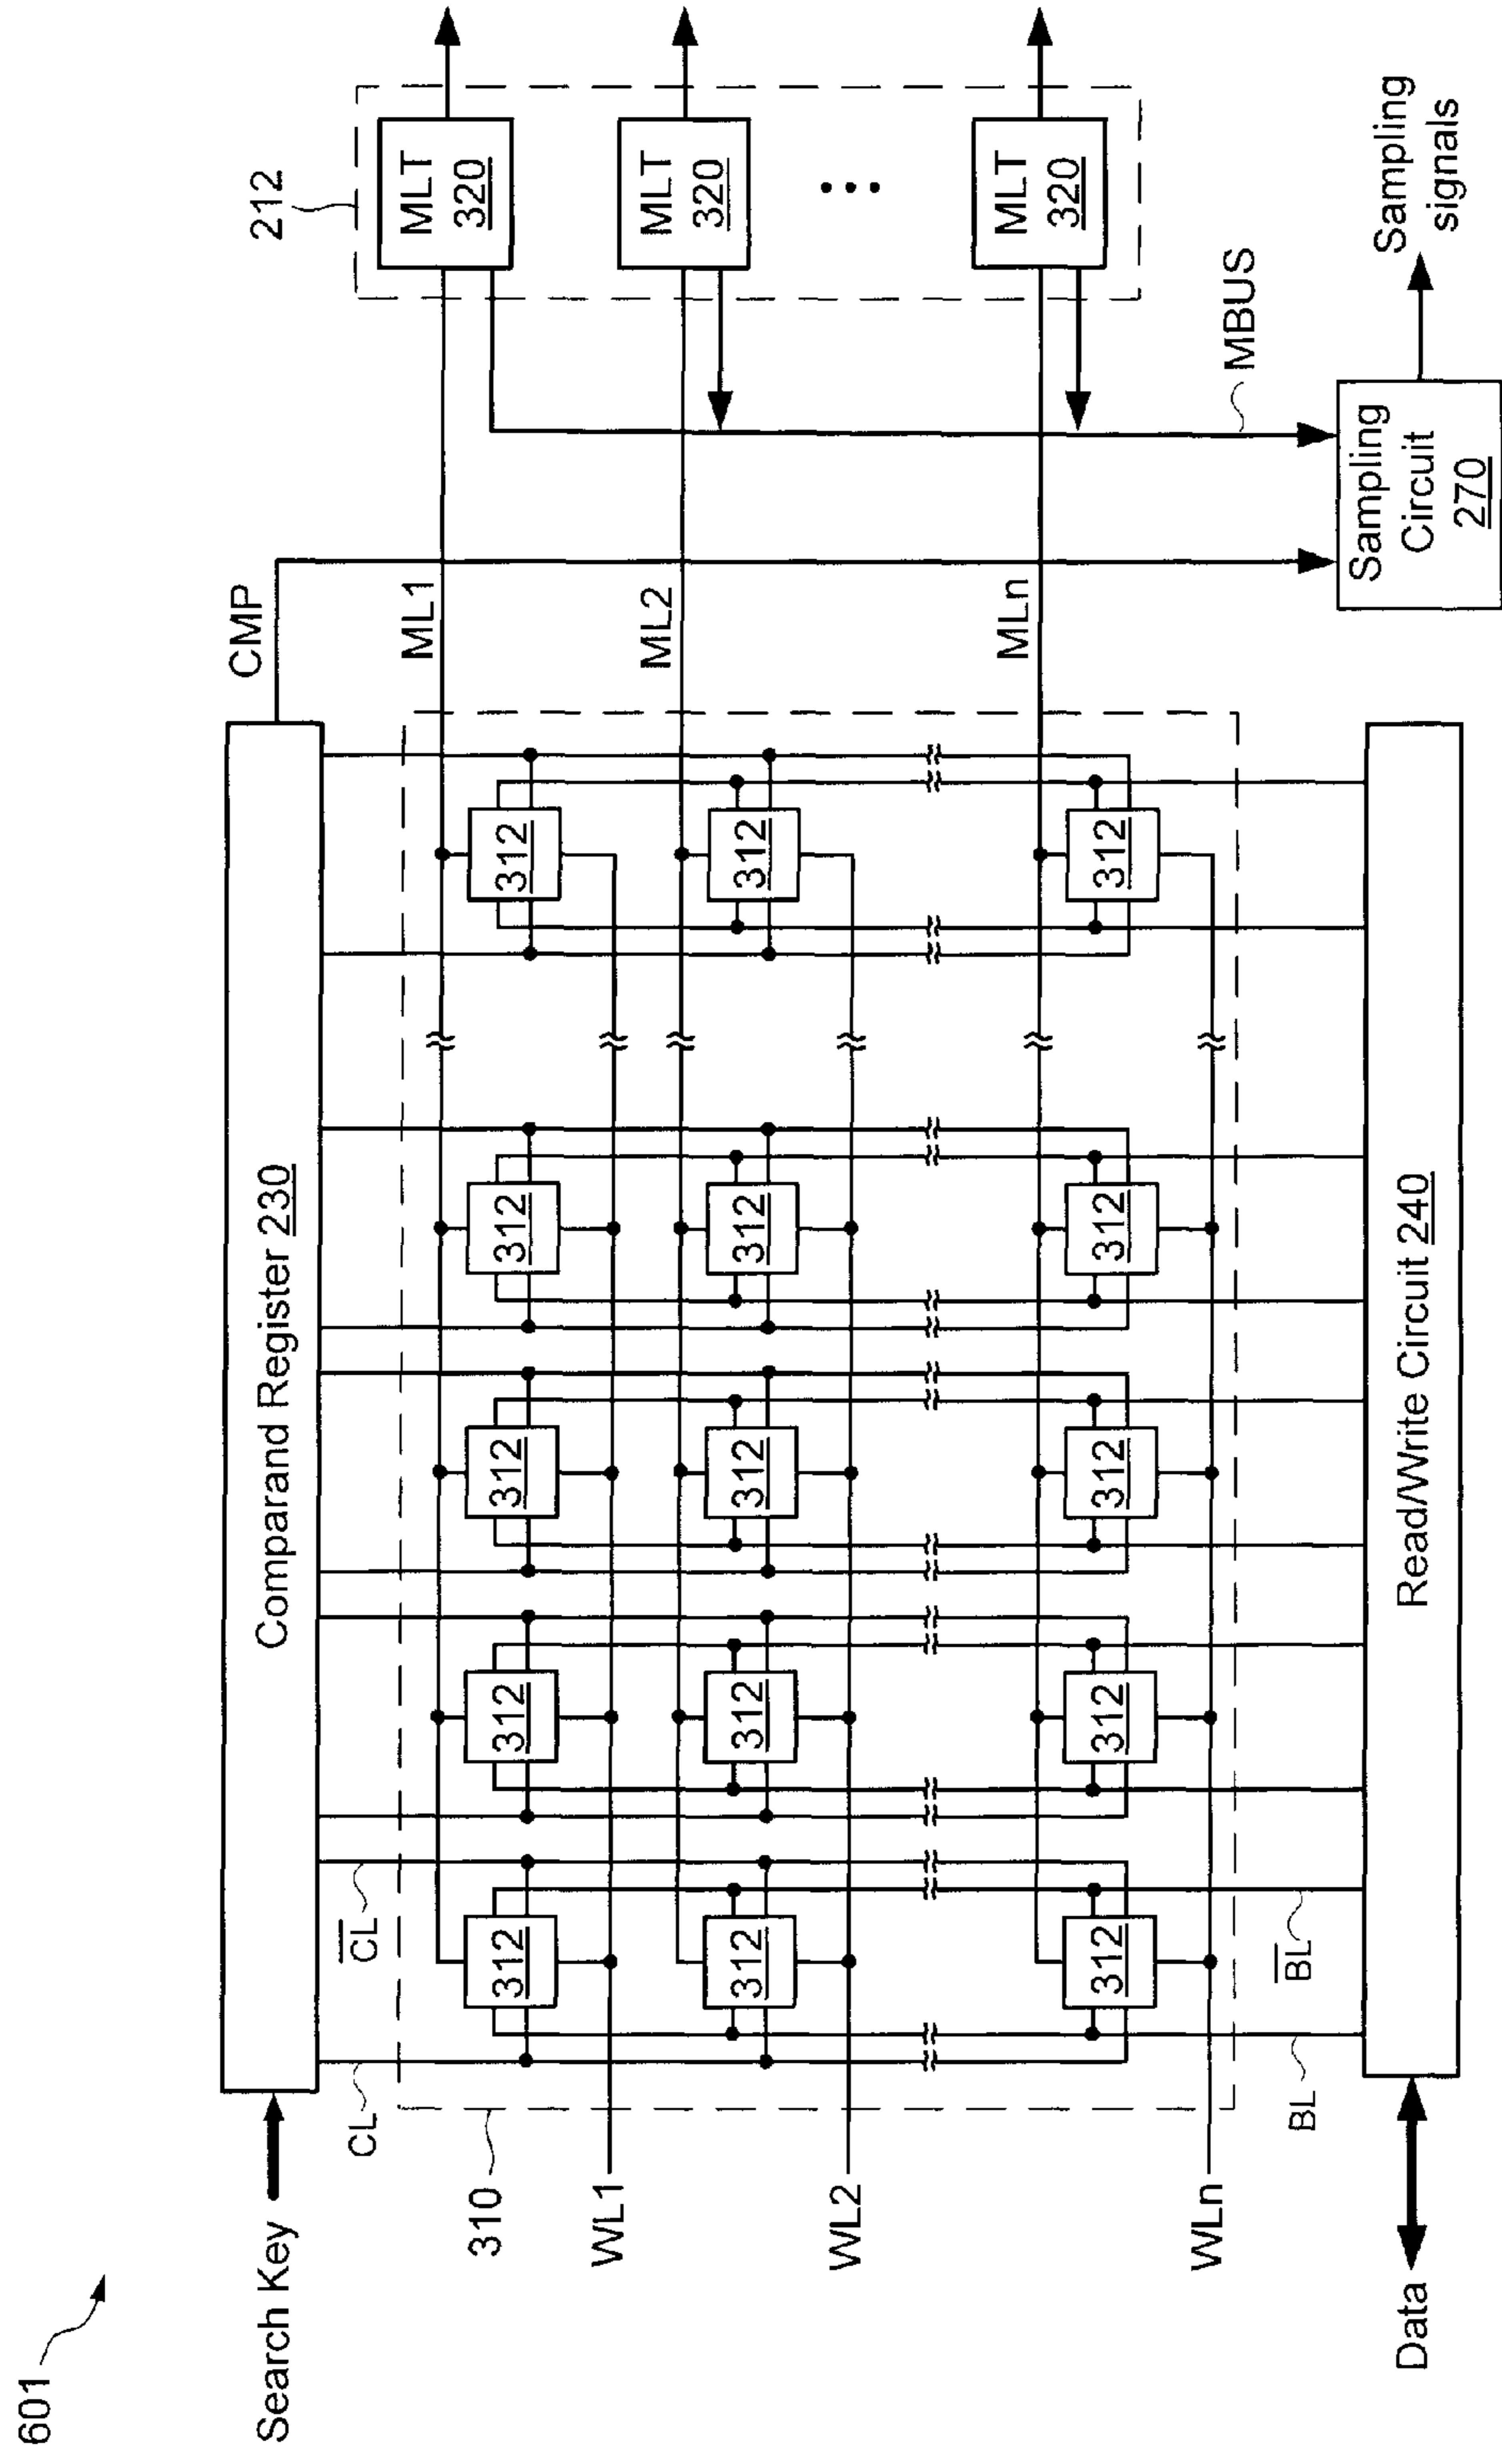 601
Search Key
Comparand Register 230
CMP
212
CL
C̅L̅
310
ML1
MLT
320
312
312
312
312
312
WL1
ML2
MLT
320
312
312
312
312
312
WL2
MLn
MLT
320
312
312
312
312
312
WLn
MBUS
BL
B̅L̅
Data
Read/Write Circuit 240
Sampling
Circuit
270
Sampling
signals